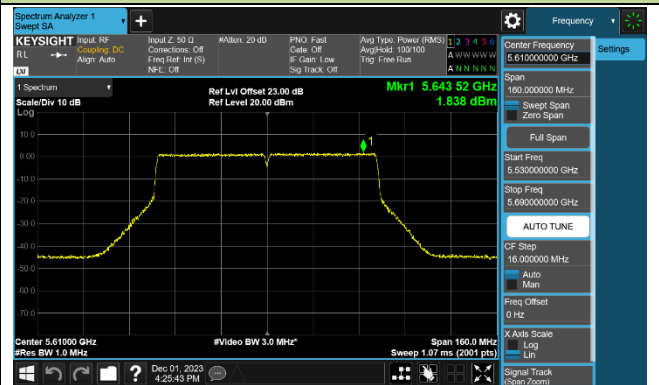 Spectrum Analyzer 1
Swept SA
+
Frequency
KEYSIGHT
RL
LXI
Input: RF
Coupling: DC
Align: Auto
Input Z: 50 Ω
Corrections: Off
Freq Ref: Int (S)
NFE: Off
#Atten: 20 dB
PNO: Fast
Gate: Off
IF Gain: Low
Sig Track: Off
Avg Type: Power (RMS)
Avg|Hold: 100/100
Trig: Free Run
1 2 3 4 5 6
A W W W W W
A N N N N N
1 Spectrum
Scale/Div 10 dB
Log
Ref Lvl Offset 23.00 dB
Ref Level 20.00 dBm
Mkr1 5.643 52 GHz
1.838 dBm
1
10.0
0.00
-10.0
-20.0
-30.0
-40.0
-50.0
-60.0
-70.0
Center 5.61000 GHz
#Res BW 1.0 MHz
#Video BW 3.0 MHz*
Span 160.0 MHz
Sweep 1.07 ms (2001 pts)
Center Frequency
5.610000000 GHz
Span
160.000000 MHz
Swept Span
Zero Span
Full Span
Start Freq
5.530000000 GHz
Stop Freq
5.690000000 GHz
AUTO TUNE
CF Step
16.000000 MHz
Auto
Man
Freq Offset
0 Hz
X Axis Scale
Log
Lin
Signal Track
(Span Zoom)
Settings
?
Dec 01, 2023
4:25:43 PM